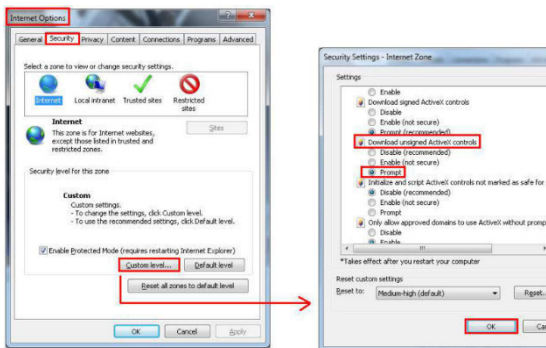 Internet Options
General Security Privacy Content Connections Programs Advanced
Select a zone to view or change security settings.
Internet Local intranet Trusted sites Restricted sites
Internet
This zone is for Internet websites,
except those listed in trusted and
restricted zones.
Sites
Security level for this zone
Custom
Custom settings.
- To change the settings, click Custom level.
- To use the recommended settings, click Default level.
Enable Protected Mode (requires restarting Internet Explorer)
Custom level... Default level
Reset all zones to default level
OK Cancel Apply
Security Settings - Internet Zone
Settings
Enable
Download signed ActiveX controls
Disable
Enable (not secure)
Prompt (recommended)
Download unsigned ActiveX controls
Disable (recommended)
Enable (not secure)
Prompt
Initialize and script ActiveX controls not marked as safe for
Disable (recommended)
Enable (not secure)
Prompt
Only allow approved domains to use ActiveX without promp
Disable
Enable
*Takes effect after you restart your computer
Reset custom settings
Reset to: Medium-high (default) Reset..
OK Can